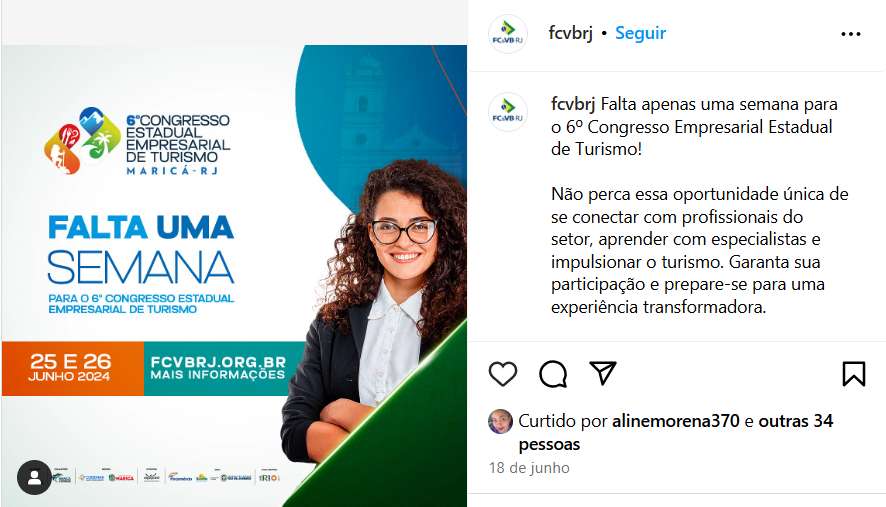 6º CONGRESSO
ESTADUAL
EMPRESARIAL
DE TURISMO
MARICÁ-RJ
FALTA UMA
SEMANA
PARA O 6º CONGRESSO ESTADUAL
EMPRESARIAL DE TURISMO
25 E 26
JUNHO 2024
FCVBRJ.ORG.BR
MAIS INFORMAÇÕES
FC&VB-RJ
fcvbrj • Seguir
FC&VB-RJ
fcvbrj Falta apenas uma semana para
o 6º Congresso Empresarial Estadual
de Turismo!
Não perca essa oportunidade única de
se conectar com profissionais do
setor, aprender com especialistas e
impulsionar o turismo. Garanta sua
participação e prepare-se para uma
experiência transformadora.
Curtido por alinemorena370 e outras 34
pessoas
18 de junho